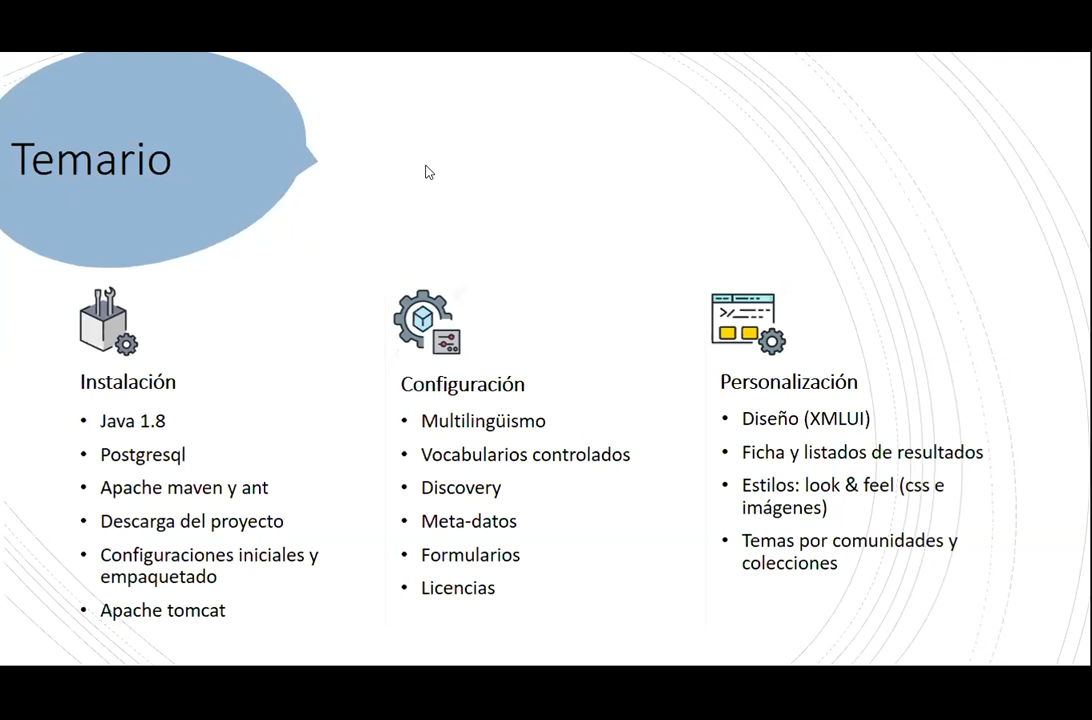 Temario
Instalación
• Java 1.8
• Postgresql
• Apache maven y ant
• Descarga del proyecto
• Configuraciones iniciales y
empaquetado
• Apache tomcat
Configuración
• Multilingüismo
• Vocabularios controlados
• Discovery
• Meta-datos
• Formularios
• Licencias
Personalización
• Diseño (XMLUI)
• Ficha y listados de resultados
• Estilos: look & feel (css e
imágenes)
• Temas por comunidades y
colecciones